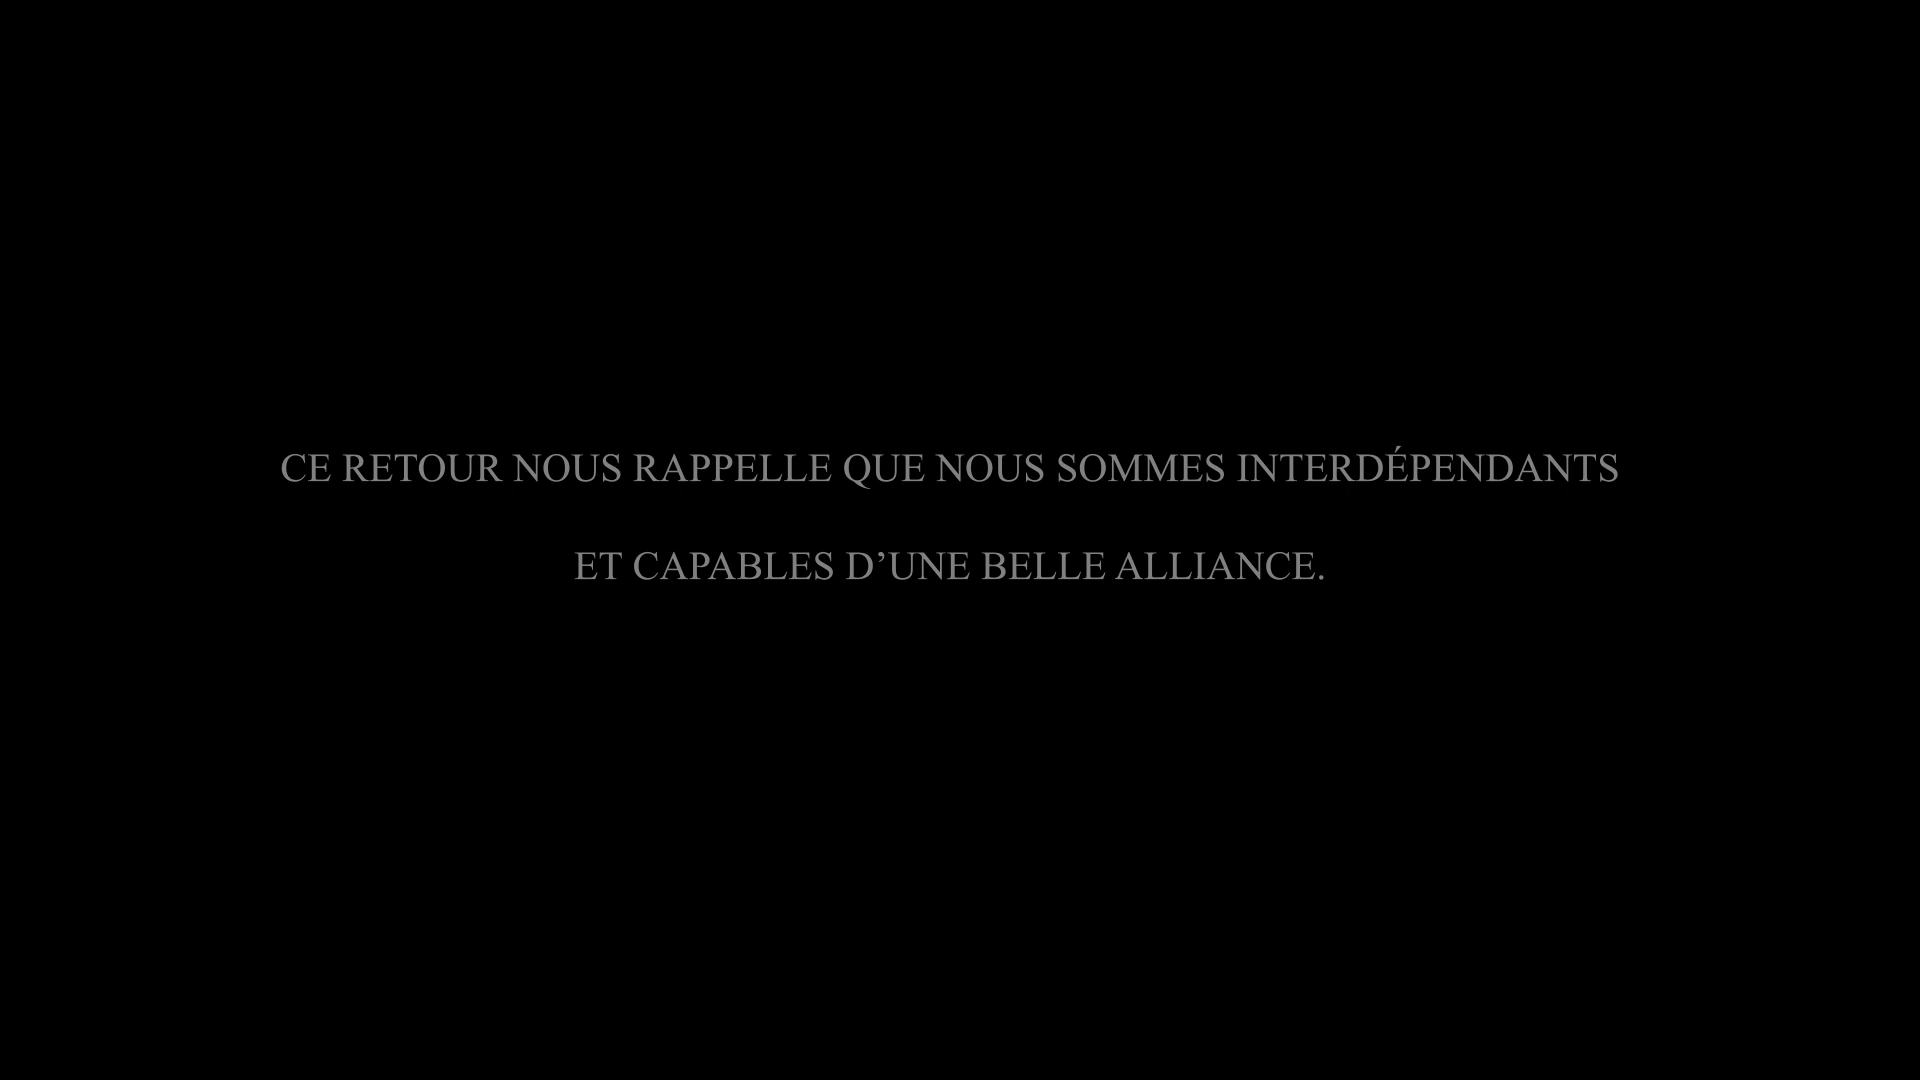 CE RETOUR NOUS RAPPELLE QUE NOUS SOMMES INTERDÉPENDANTS
ET CAPABLES D’UNE BELLE ALLIANCE.